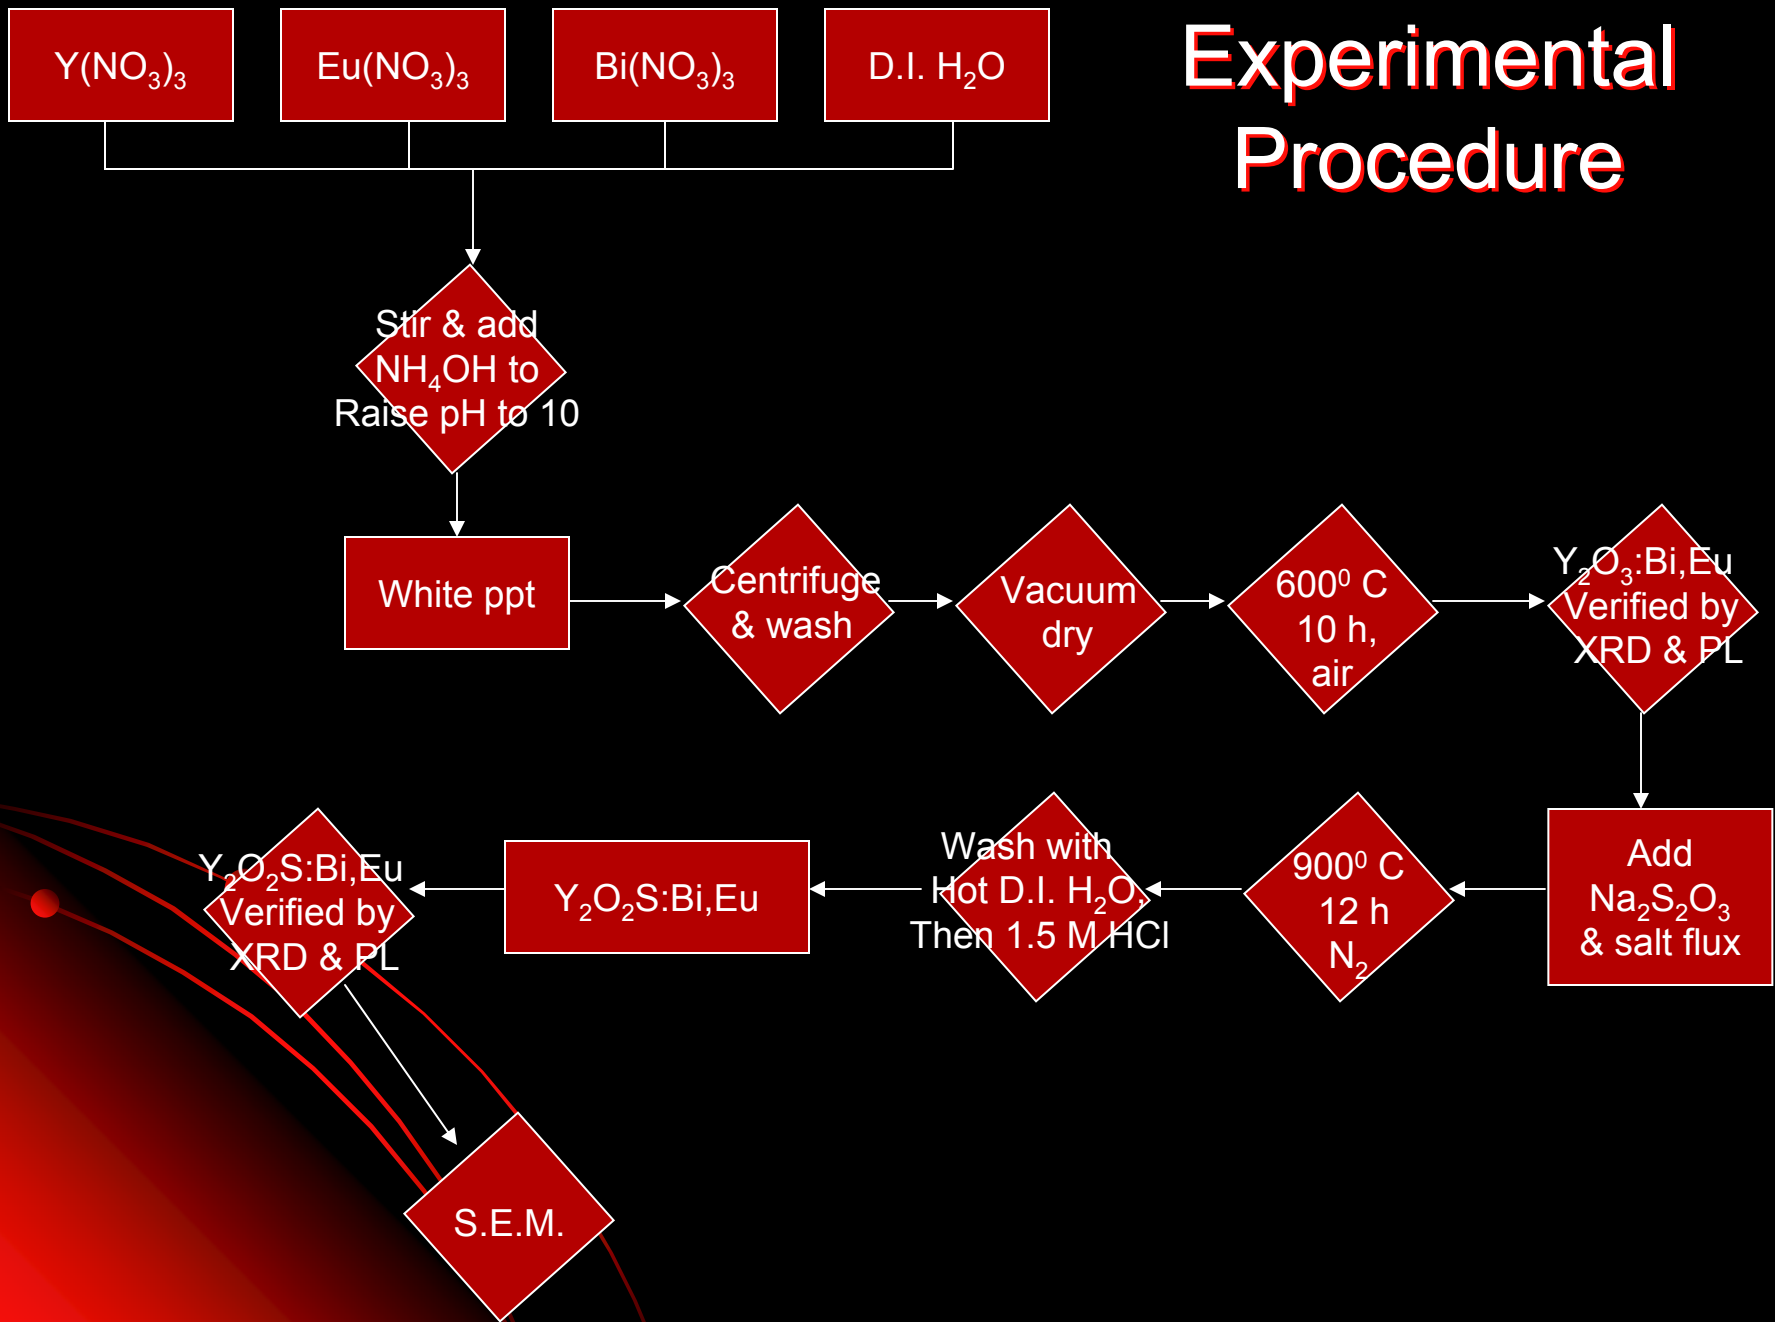 Experimental
Procedure
Y(NO₃)₃
Eu(NO₃)₃
Bi(NO₃)₃
D.I. H₂O
Stir & add
NH₄OH to
Raise pH to 10
White ppt
Centrifuge
& wash
Vacuum
dry
600⁰ C
10 h,
air
Y₂O₃:Bi,Eu
Verified by
XRD & PL
Add
Na₂S₂O₃
& salt flux
900⁰ C
12 h
N₂
Wash with
Hot D.I. H₂O,
Then 1.5 M HCl
Y₂O₂S:Bi,Eu
Y₂O₂S:Bi,Eu
Verified by
XRD & PL
S.E.M.